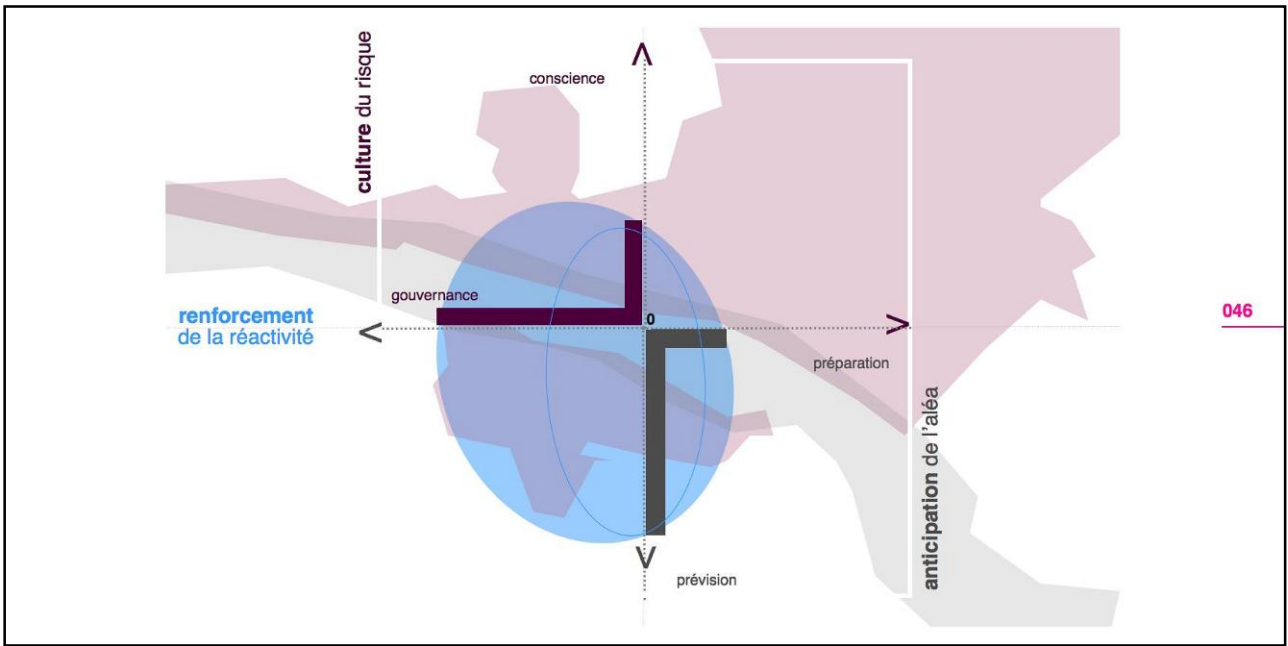 culture du risque
conscience
gouvernance
renforcement
de la réactivité
0
préparation
prévision
anticipation de l'aléa
046